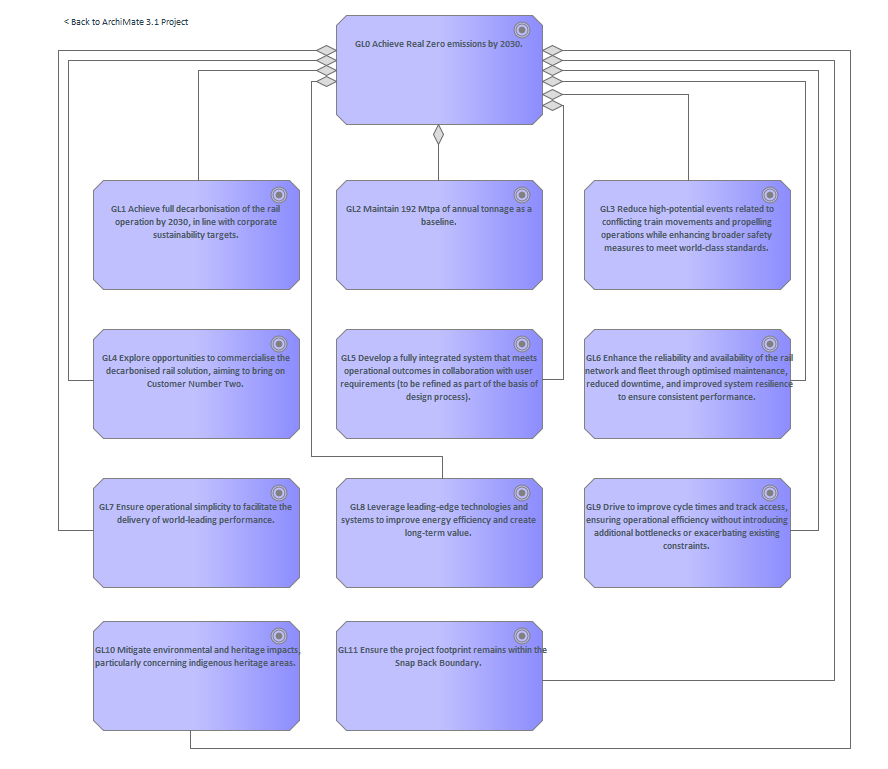 < Back to ArchiMate 3.1 Project
GL0 Achieve Real Zero emissions by 2030.
GL1 Achieve full decarbonisation of the rail
operation by 2030, in line with corporate
sustainability targets.
GL2 Maintain 192 Mtpa of annual tonnage as a
baseline.
GL3 Reduce high-potential events related to
conflicting train movements and propelling
operations while enhancing broader safety
measures to meet world-class standards.
GL4 Explore opportunities to commercialise the
decarbonised rail solution, aiming to bring on
Customer Number Two.
GL5 Develop a fully integrated system that meets
operational outcomes in collaboration with user
requirements (to be refined as part of the basis of
design process).
GL6 Enhance the reliability and availability of the rail
network and fleet through optimised maintenance,
reduced downtime, and improved system resilience
to ensure consistent performance.
GL7 Ensure operational simplicity to facilitate the
delivery of world-leading performance.
GL8 Leverage leading-edge technologies and
systems to improve energy efficiency and create
long-term value.
GL9 Drive to improve cycle times and track access,
ensuring operational efficiency without introducing
additional bottlenecks or exacerbating existing
constraints.
GL10 Mitigate environmental and heritage impacts,
particularly concerning indigenous heritage areas.
GL11 Ensure the project footprint remains within the
Snap Back Boundary.